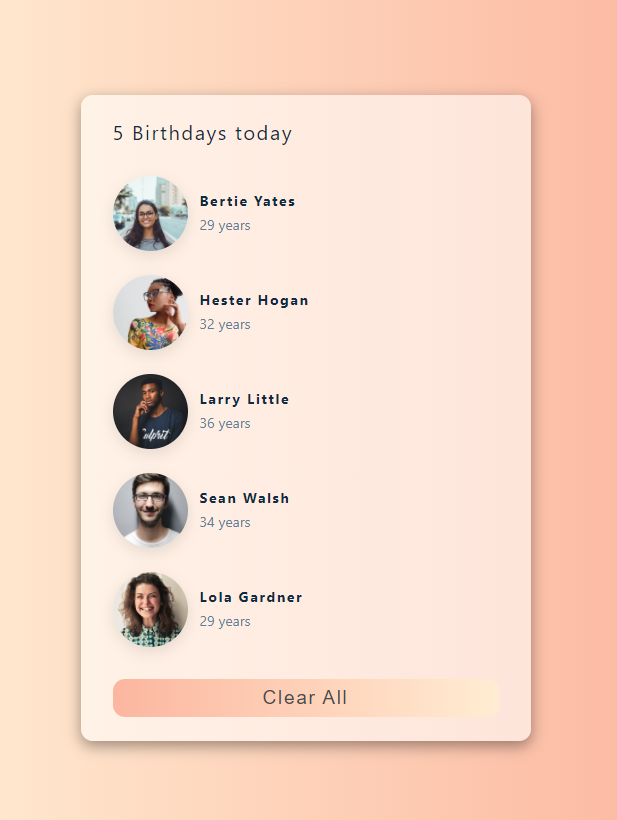 5 Birthdays today
Bertie Yates
29 years
Hester Hogan
32 years
Larry Little
36 years
Sean Walsh
34 years
Lola Gardner
29 years
Clear All